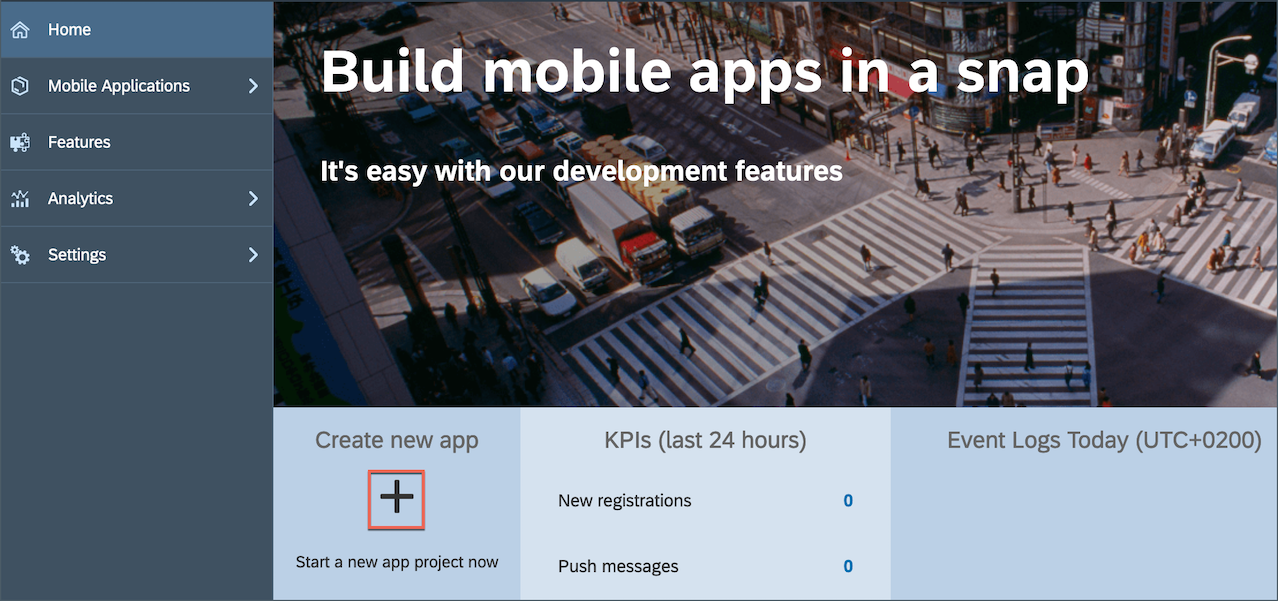 Home
Mobile Applications
Features
Analytics
Settings
Build mobile apps in a snap
It's easy with our development features
Create new app
Start a new app project now
KPIs (last 24 hours)
New registrations 0
Push messages 0
Event Logs Today (UTC+0200)